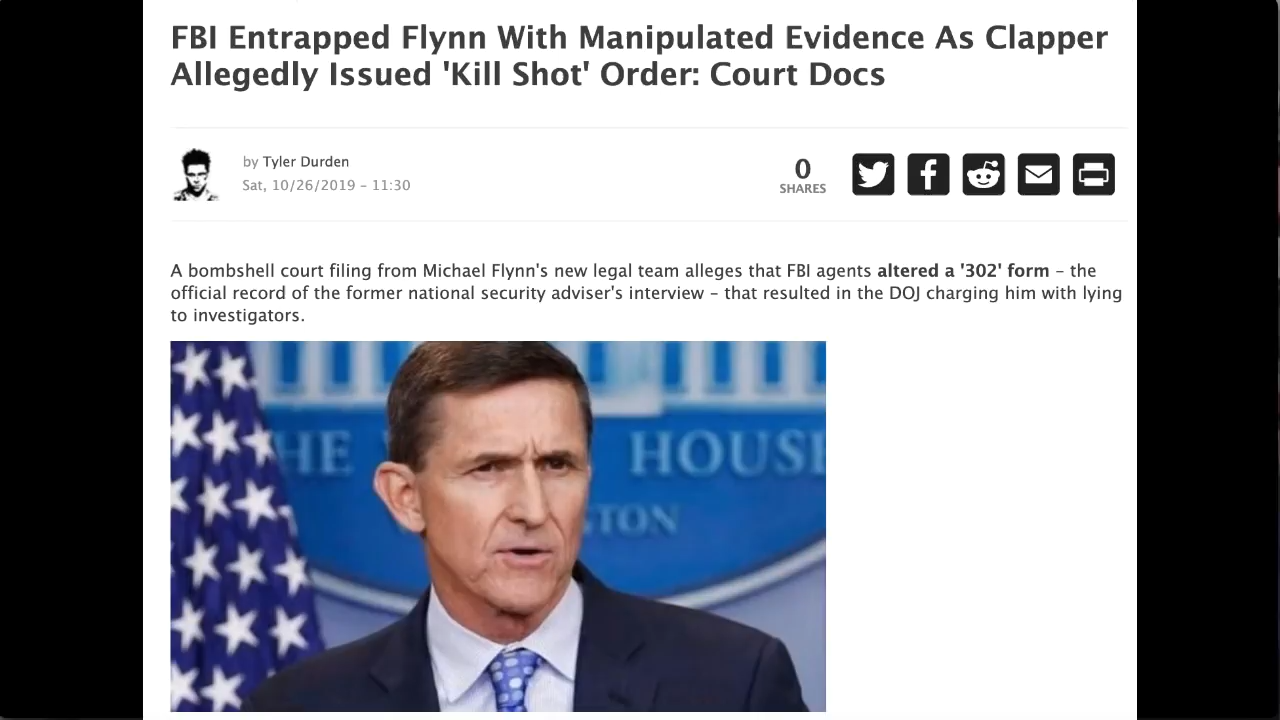 FBI Entrapped Flynn With Manipulated Evidence As Clapper
Allegedly Issued 'Kill Shot' Order: Court Docs
by Tyler Durden
Sat, 10/26/2019 - 11:30
0
SHARES
A bombshell court filing from Michael Flynn's new legal team alleges that FBI agents altered a '302' form – the
official record of the former national security adviser's interview – that resulted in the DOJ charging him with lying
to investigators.
HE HOUS
TON